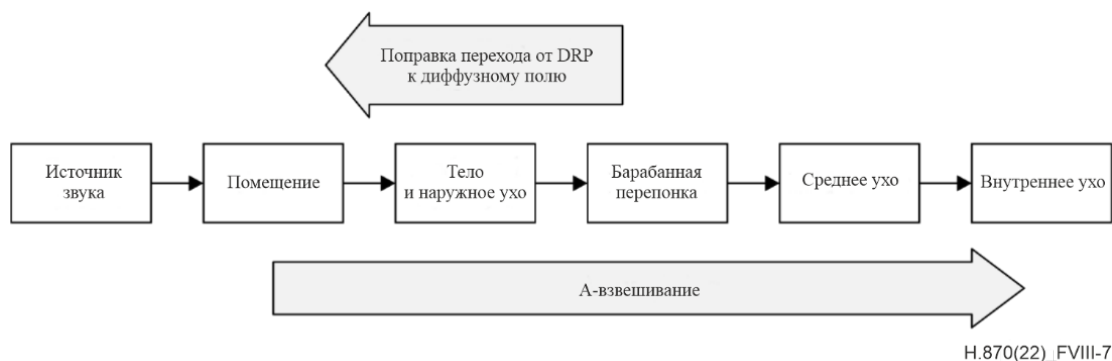 Поправка перехода от DRP
к диффузному полю
Источник
звука
Помещение
Тело
и наружное ухо
Барабанная
перепонка
Среднее ухо
Внутреннее ухо
А-взвешивание
H.870(22)_FVIII-7